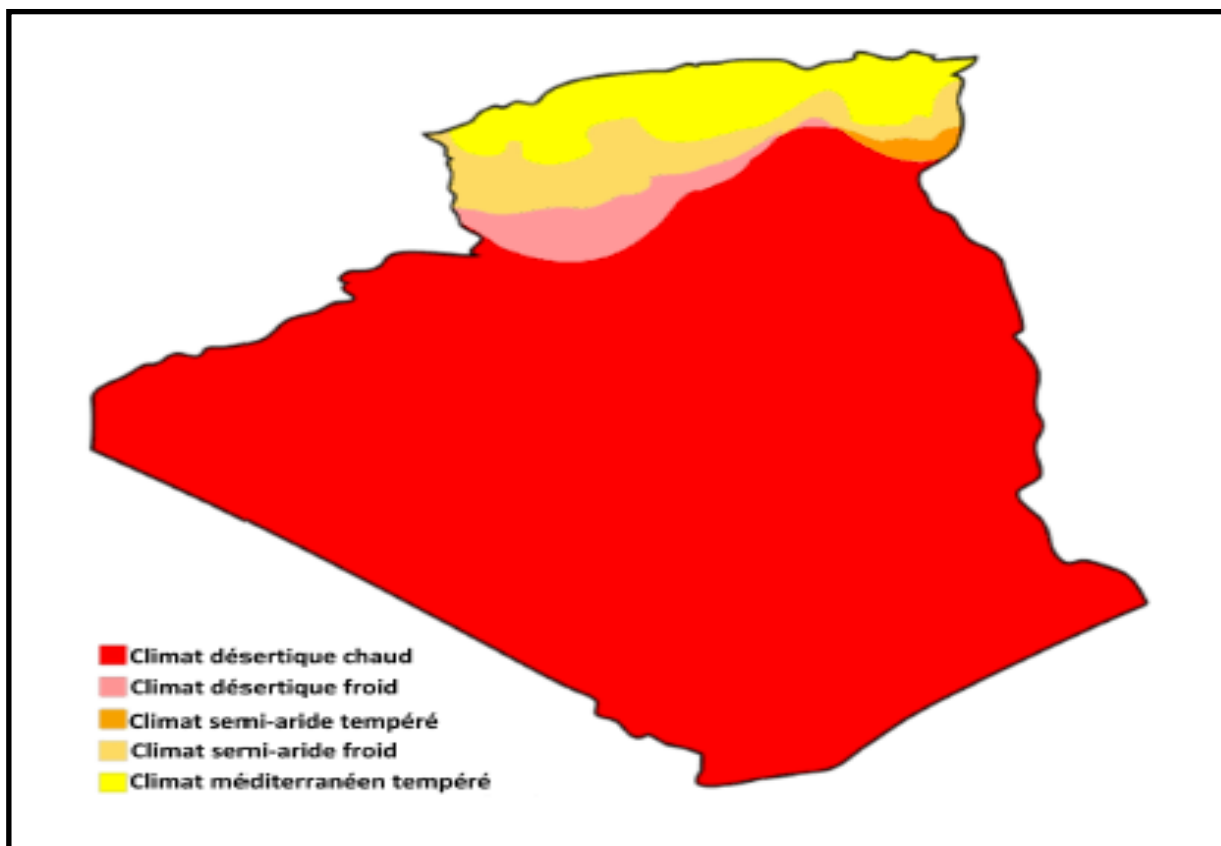 Climat désertique chaud
Climat désertique froid
Climat semi-aride tempéré
Climat semi-aride froid
Climat méditerranéen tempéré